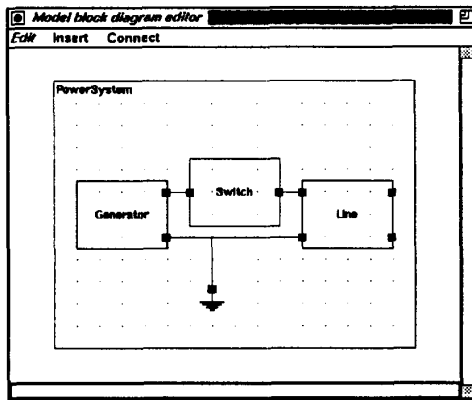 Model block diagram editor
Edit Insert Connect
PowerSystem
Switch
Generator
Line